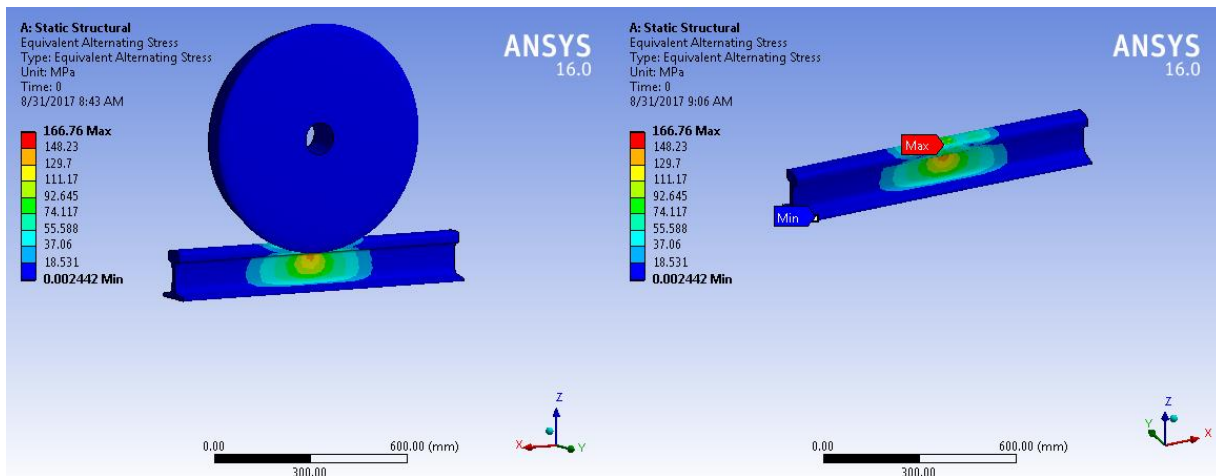 A: Static Structural
Equivalent Alternating Stress
Type: Equivalent Alternating Stress
Unit: MPa
Time: 0
8/31/2017 8:43 AM
166.76 Max
148.23
129.7
111.17
92.645
74.117
55.588
37.06
18.531
0.002442 Min
ANSYS
16.0
Z
X
Y
0.00
600.00 (mm)
300.00
A: Static Structural
Equivalent Alternating Stress
Type: Equivalent Alternating Stress
Unit: MPa
Time: 0
8/31/2017 9:06 AM
166.76 Max
148.23
129.7
111.17
92.645
74.117
55.588
37.06
18.531
0.002442 Min
ANSYS
16.0
Max
Min
Z
Y
X
0.00
600.00 (mm)
300.00